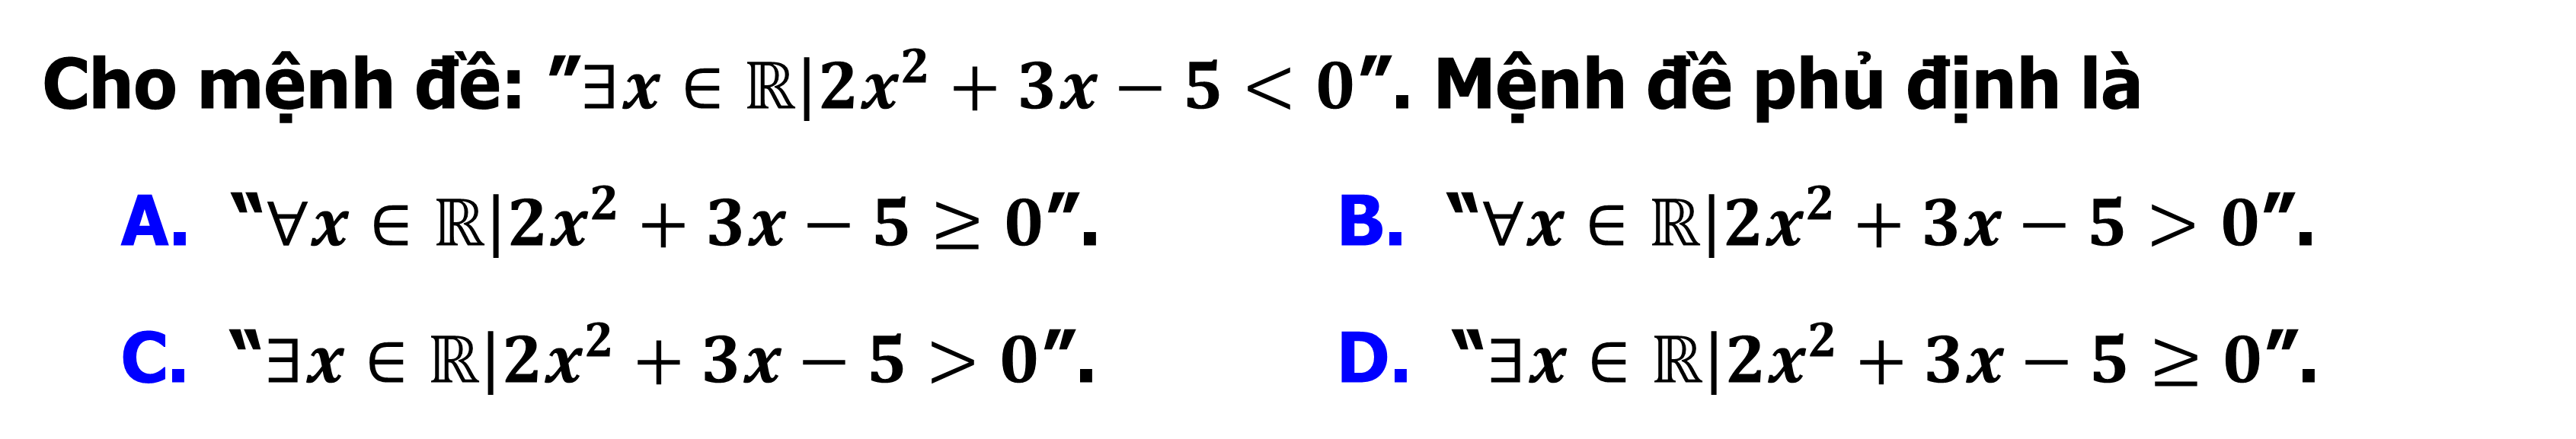 Cho mệnh đề: "∃x ∈ ℝ|2x² + 3x − 5 < 0". Mệnh đề phủ định là
A. "∀x ∈ ℝ|2x² + 3x − 5 ≥ 0". B. "∀x ∈ ℝ|2x² + 3x − 5 > 0".
C. "∃x ∈ ℝ|2x² + 3x − 5 > 0". D. "∃x ∈ ℝ|2x² + 3x − 5 ≥ 0".